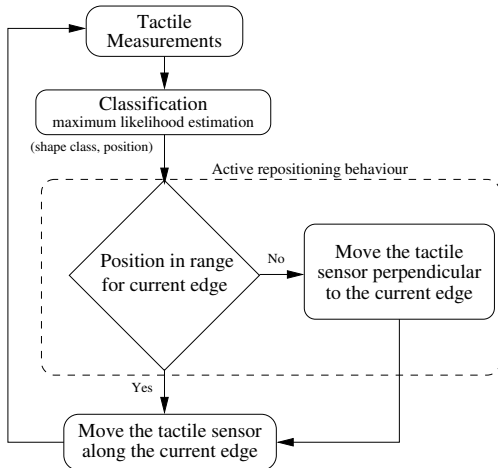 Tactile
Measurements
Classification
maximum likelihood estimation
(shape class, position)
Active repositioning behaviour
Position in range
for current edge
No
Move the tactile
sensor perpendicular
to the current edge
Yes
Move the tactile sensor
along the current edge